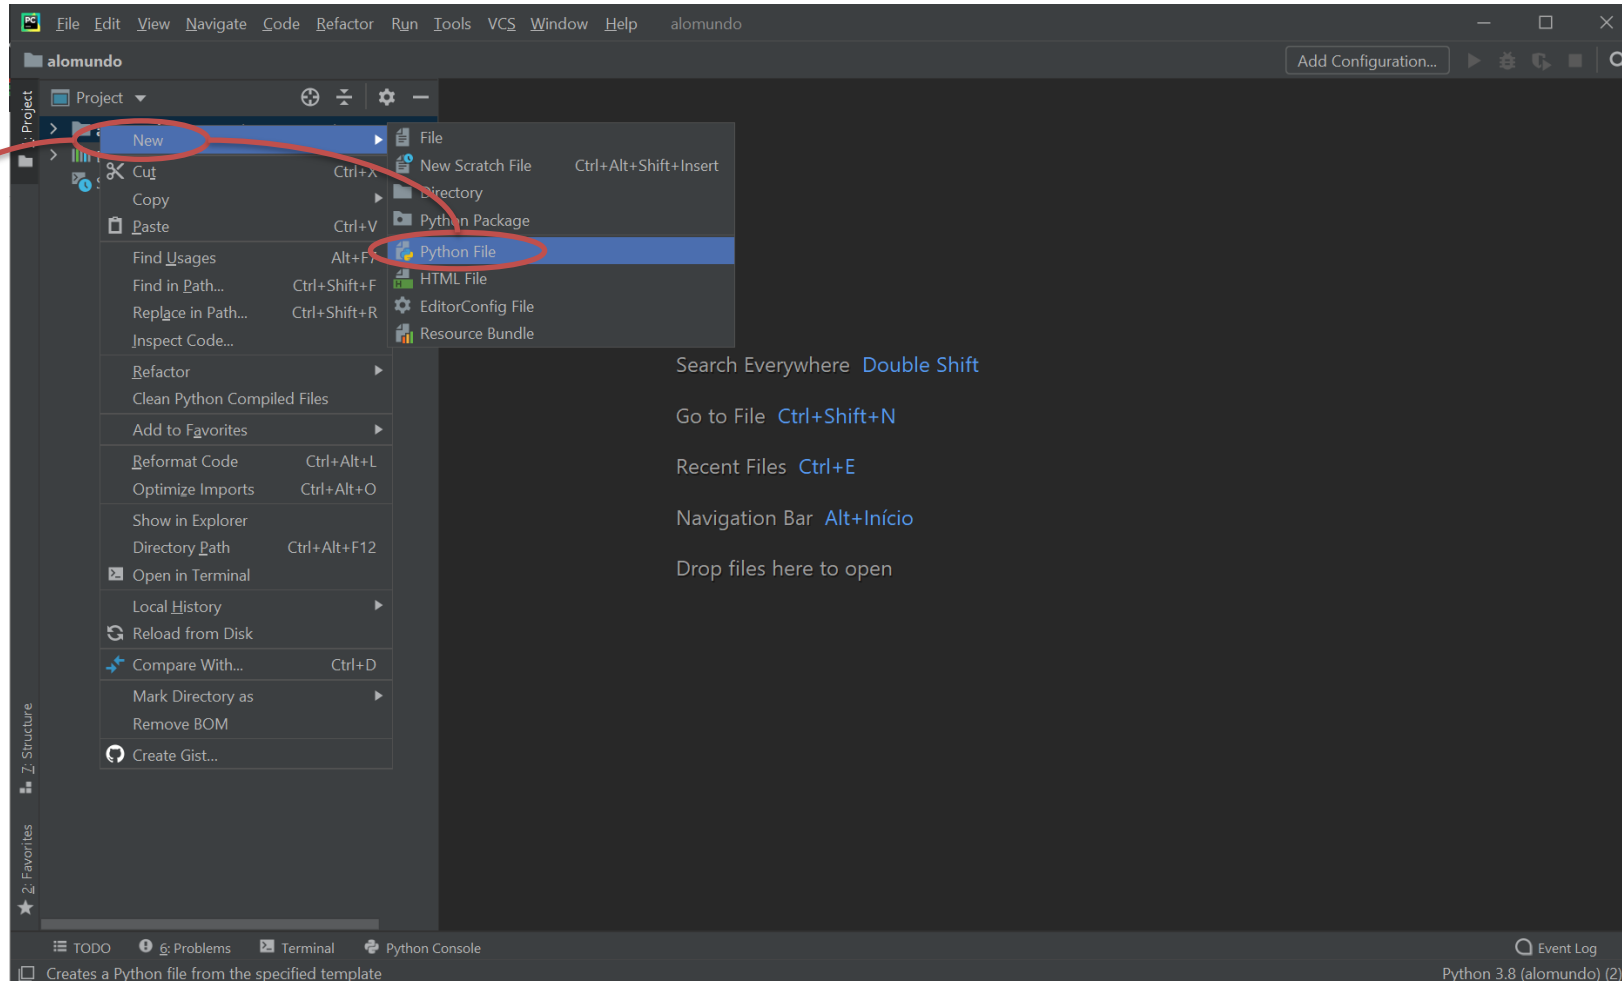 PC File Edit View Navigate Code Refactor Run Tools VCS Window Help alomundo
alomundo
Add Configuration...
Project
Project
New
Cut Ctrl+X
Copy
Paste Ctrl+V
Find Usages Alt+F7
Find in Path... Ctrl+Shift+F
Replace in Path... Ctrl+Shift+R
Inspect Code...
Refactor
Clean Python Compiled Files
Add to Favorites
Reformat Code Ctrl+Alt+L
Optimize Imports Ctrl+Alt+O
Show in Explorer
Directory Path Ctrl+Alt+F12
Open in Terminal
Local History
Reload from Disk
Compare With... Ctrl+D
Mark Directory as
Remove BOM
Create Gist...
File
New Scratch File Ctrl+Alt+Shift+Insert
Directory
Python Package
Python File
HTML File
EditorConfig File
Resource Bundle
Search Everywhere Double Shift
Go to File Ctrl+Shift+N
Recent Files Ctrl+E
Navigation Bar Alt+Início
Drop files here to open
7: Structure
2: Favorites
TODO 6: Problems Terminal Python Console
Event Log
Creates a Python file from the specified template
Python 3.8 (alomundo) (2)